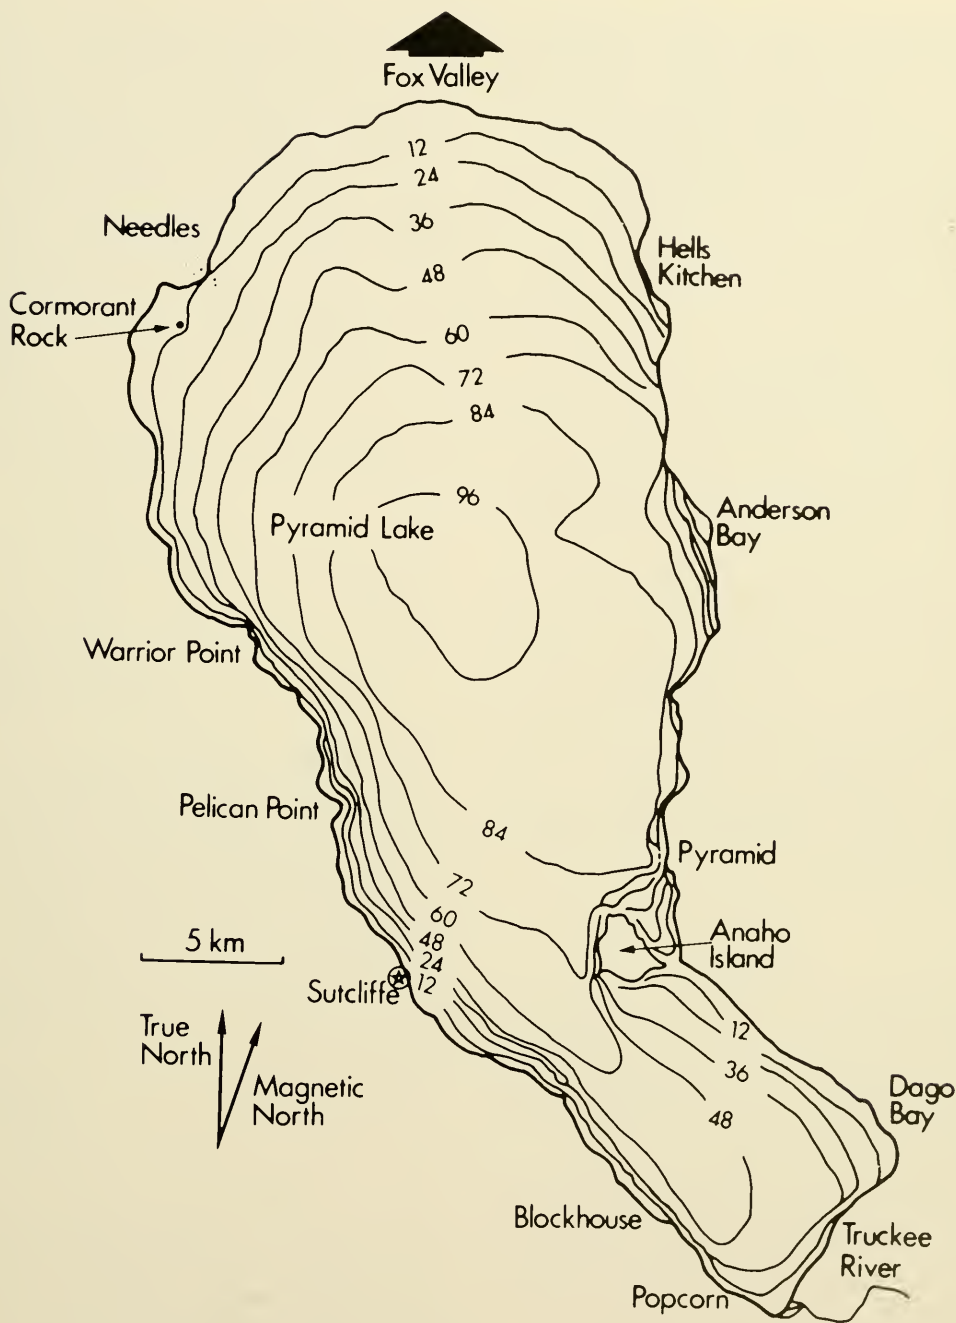 Fox Valley
12
24
Needles
36
Hells
Kitchen
48
Cormorant
Rock
60
72
84
96
Pyramid Lake
Anderson
Bay
Warrior Point
Pelican Point
84
Pyramid
72
60
5 km
48
Anaho
Island
24
12
Sutcliffe
True
North
12
36
Magnetic
North
Dago
Bay
48
Blockhouse
Truckee
River
Popcorn